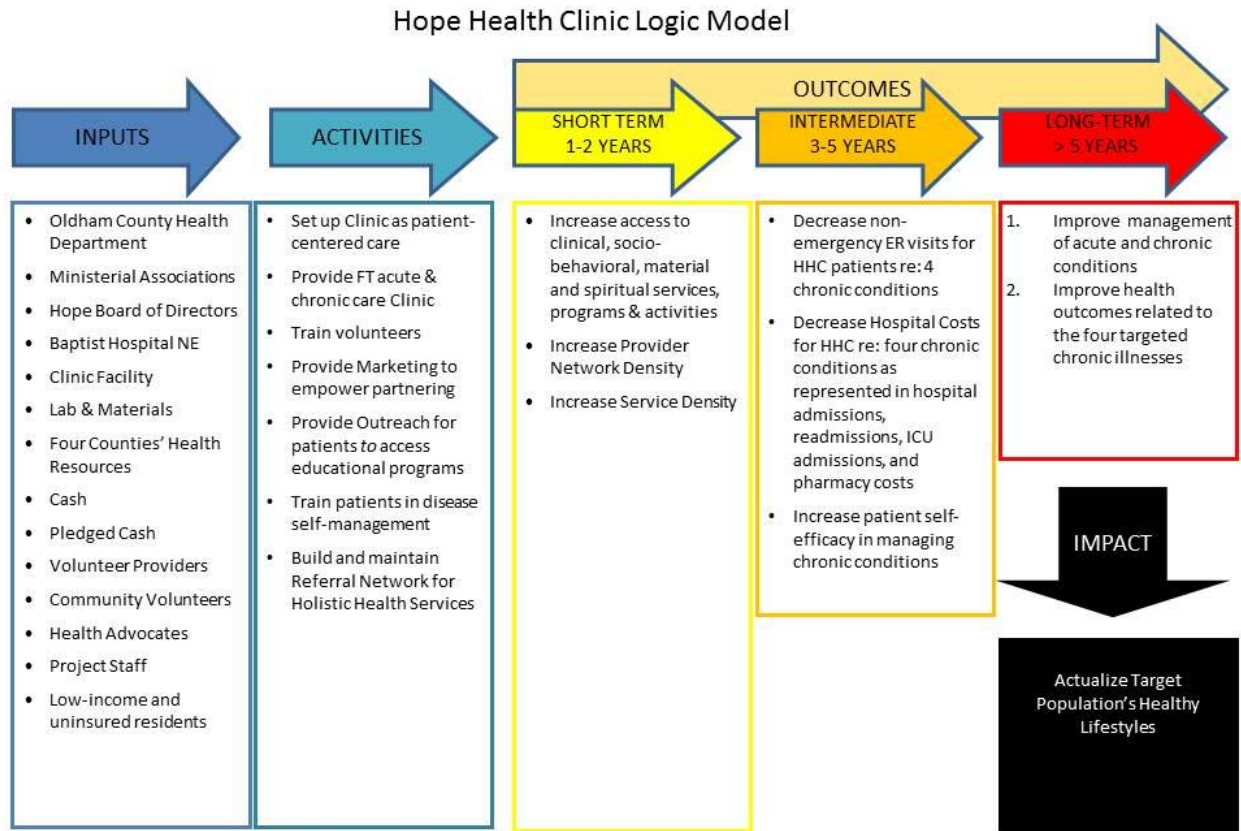 Hope Health Clinic Logic Model
OUTCOMES
INPUTS
ACTIVITIES
SHORT TERM
1-2 YEARS
INTERMEDIATE
3-5 YEARS
LONG-TERM
> 5 YEARS
• Oldham County Health
Department
• Ministerial Associations
• Hope Board of Directors
• Baptist Hospital NE
• Clinic Facility
• Lab & Materials
• Four Counties’ Health
Resources
• Cash
• Pledged Cash
• Volunteer Providers
• Community Volunteers
• Health Advocates
• Project Staff
• Low-income and
uninsured residents
• Set up Clinic as patient-
centered care
• Provide FT acute &
chronic care Clinic
• Train volunteers
• Provide Marketing to
empower partnering
• Provide Outreach for
patients to access
educational programs
• Train patients in disease
self-management
• Build and maintain
Referral Network for
Holistic Health Services
• Increase access to
clinical, socio-
behavioral, material
and spiritual services,
programs & activities
• Increase Provider
Network Density
• Increase Service Density
• Decrease non-
emergency ER visits for
HHC patients re: 4
chronic conditions
• Decrease Hospital Costs
for HHC re: four chronic
conditions as
represented in hospital
admissions,
readmissions, ICU
admissions, and
pharmacy costs
• Increase patient self-
efficacy in managing
chronic conditions
1. Improve management
of acute and chronic
conditions
2. Improve health
outcomes related to
the four targeted
chronic illnesses
IMPACT
Actualize Target
Population’s Healthy
Lifestyles